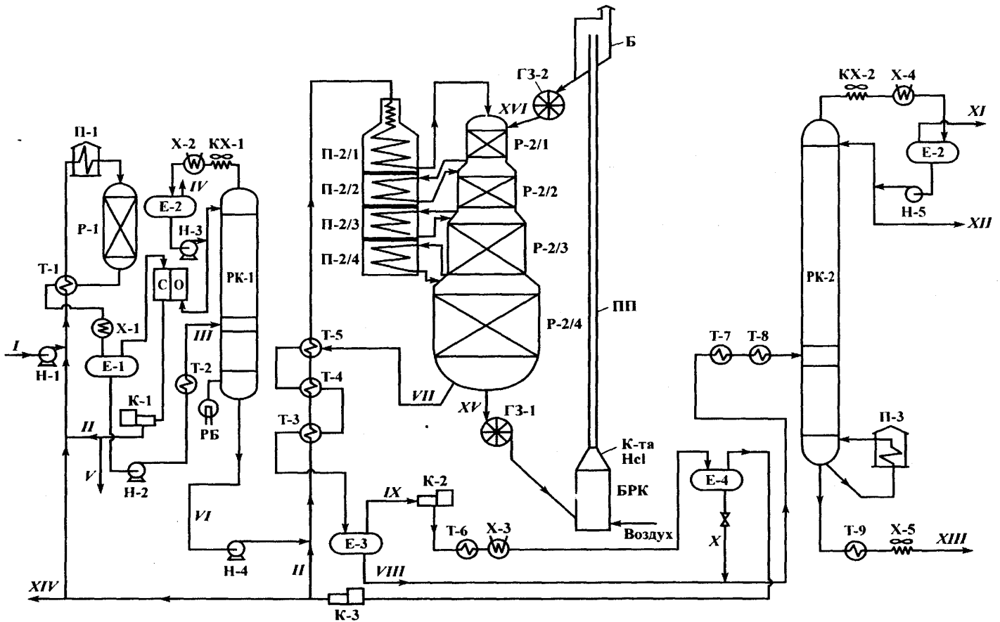 Б
ГЗ-2
КХ-2
Х-4
XVI
XI
П-1
Х-2
КХ-1
П-2/1
Р-2/1
Е-2
IV
П-2/2
Р-2/2
Е-2
Н-5
Р-1
Н-3
П-2/3
Р-2/3
XII
П-2/4
Т-1
С О
РК-1
РК-2
ПП
Х-1
III
Т-5
Р-2/4
Т-7
Т-8
I
Н-1
Е-1
Т-2
Т-4
VII
XV
ГЗ-1
К-1
Т-3
П-3
II
РБ
К-та
Hcl
V
Н-2
Е-4
IX
К-2
БРК
VI
Т-6
Х-3
Воздух
Е-3
X
Т-9
Х-5
XIII
Н-4
II
VIII
XIV
К-3